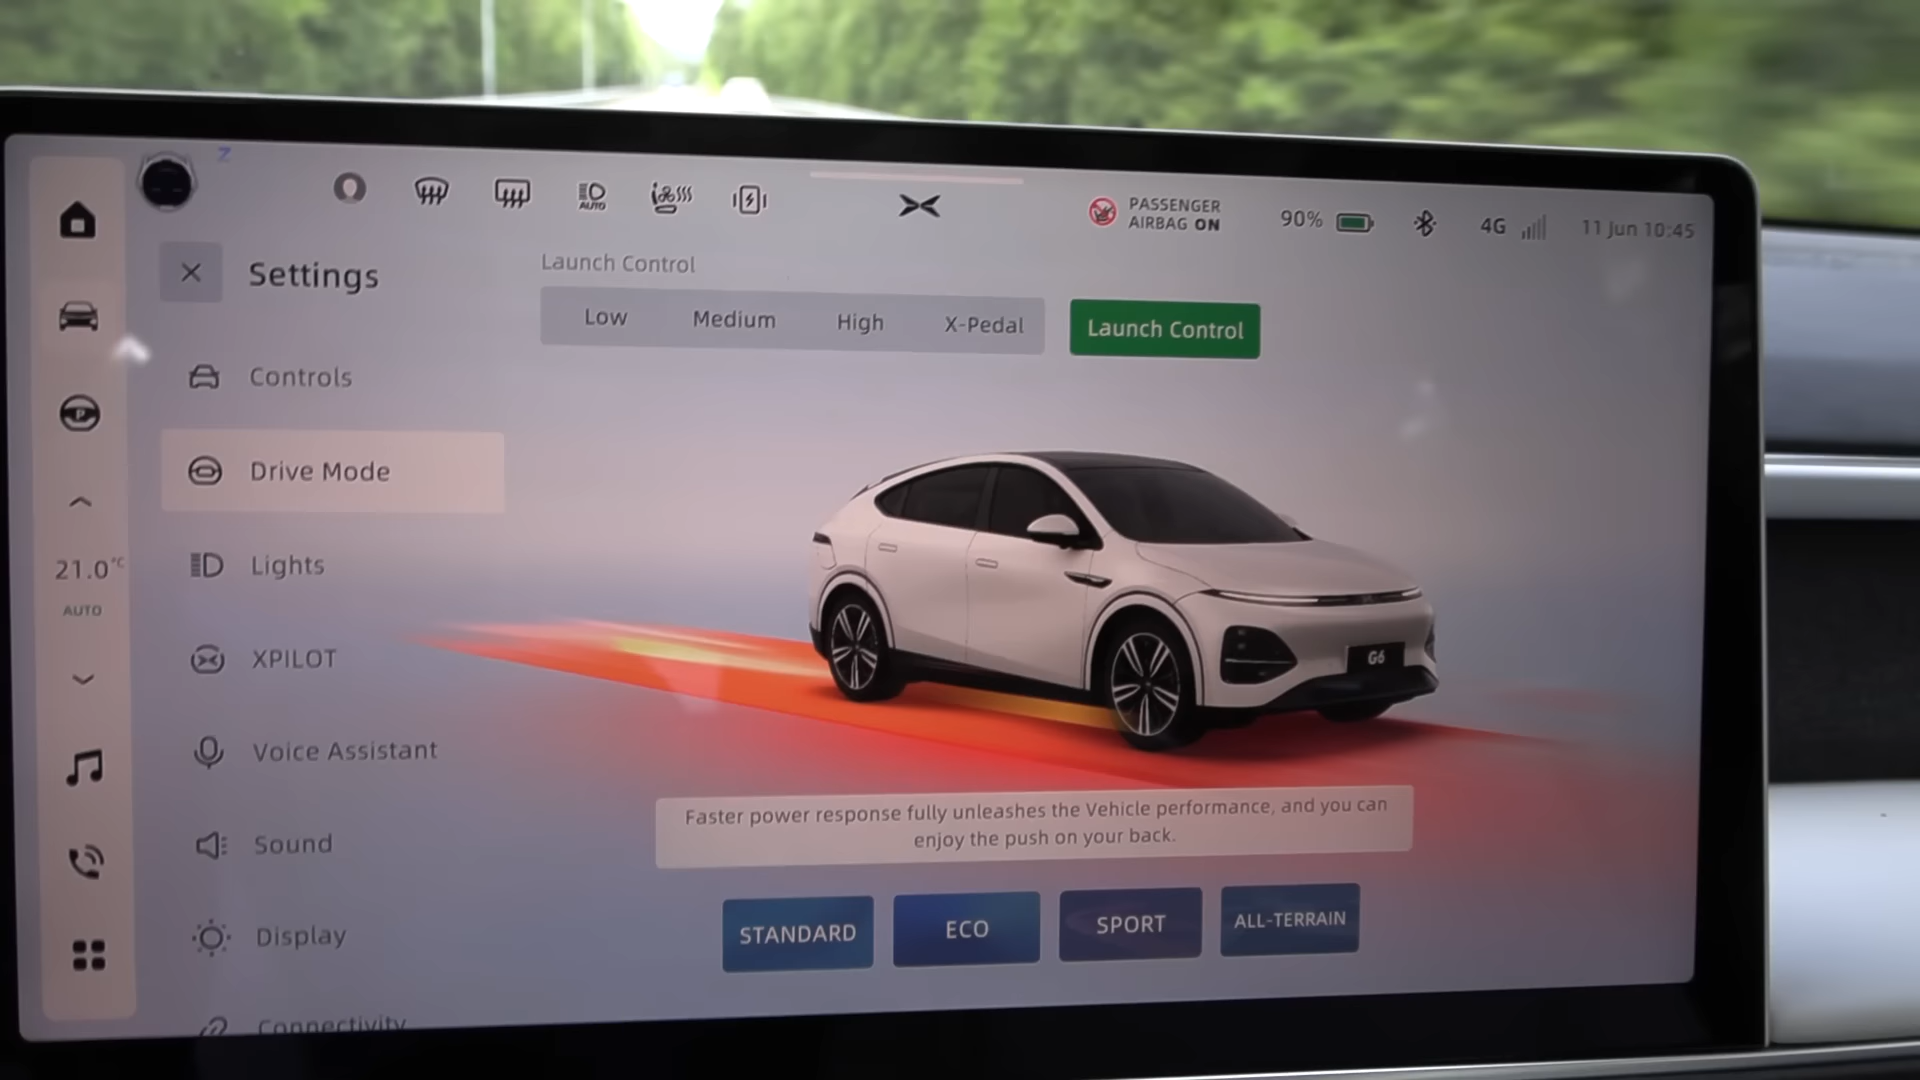 Z
AUTO
PASSENGER
AIRBAG ON
90%
4G
11 Jun 10:45
Settings
Launch Control
Low
Medium
High
X-Pedal
Launch Control
Controls
P
Drive Mode
Lights
21.0°C
AUTO
XPILOT
G6
Voice Assistant
Sound
Faster power response fully unleashes the Vehicle performance, and you can
enjoy the push on your back.
STANDARD
ECO
SPORT
ALL-TERRAIN
Display
Connectivity